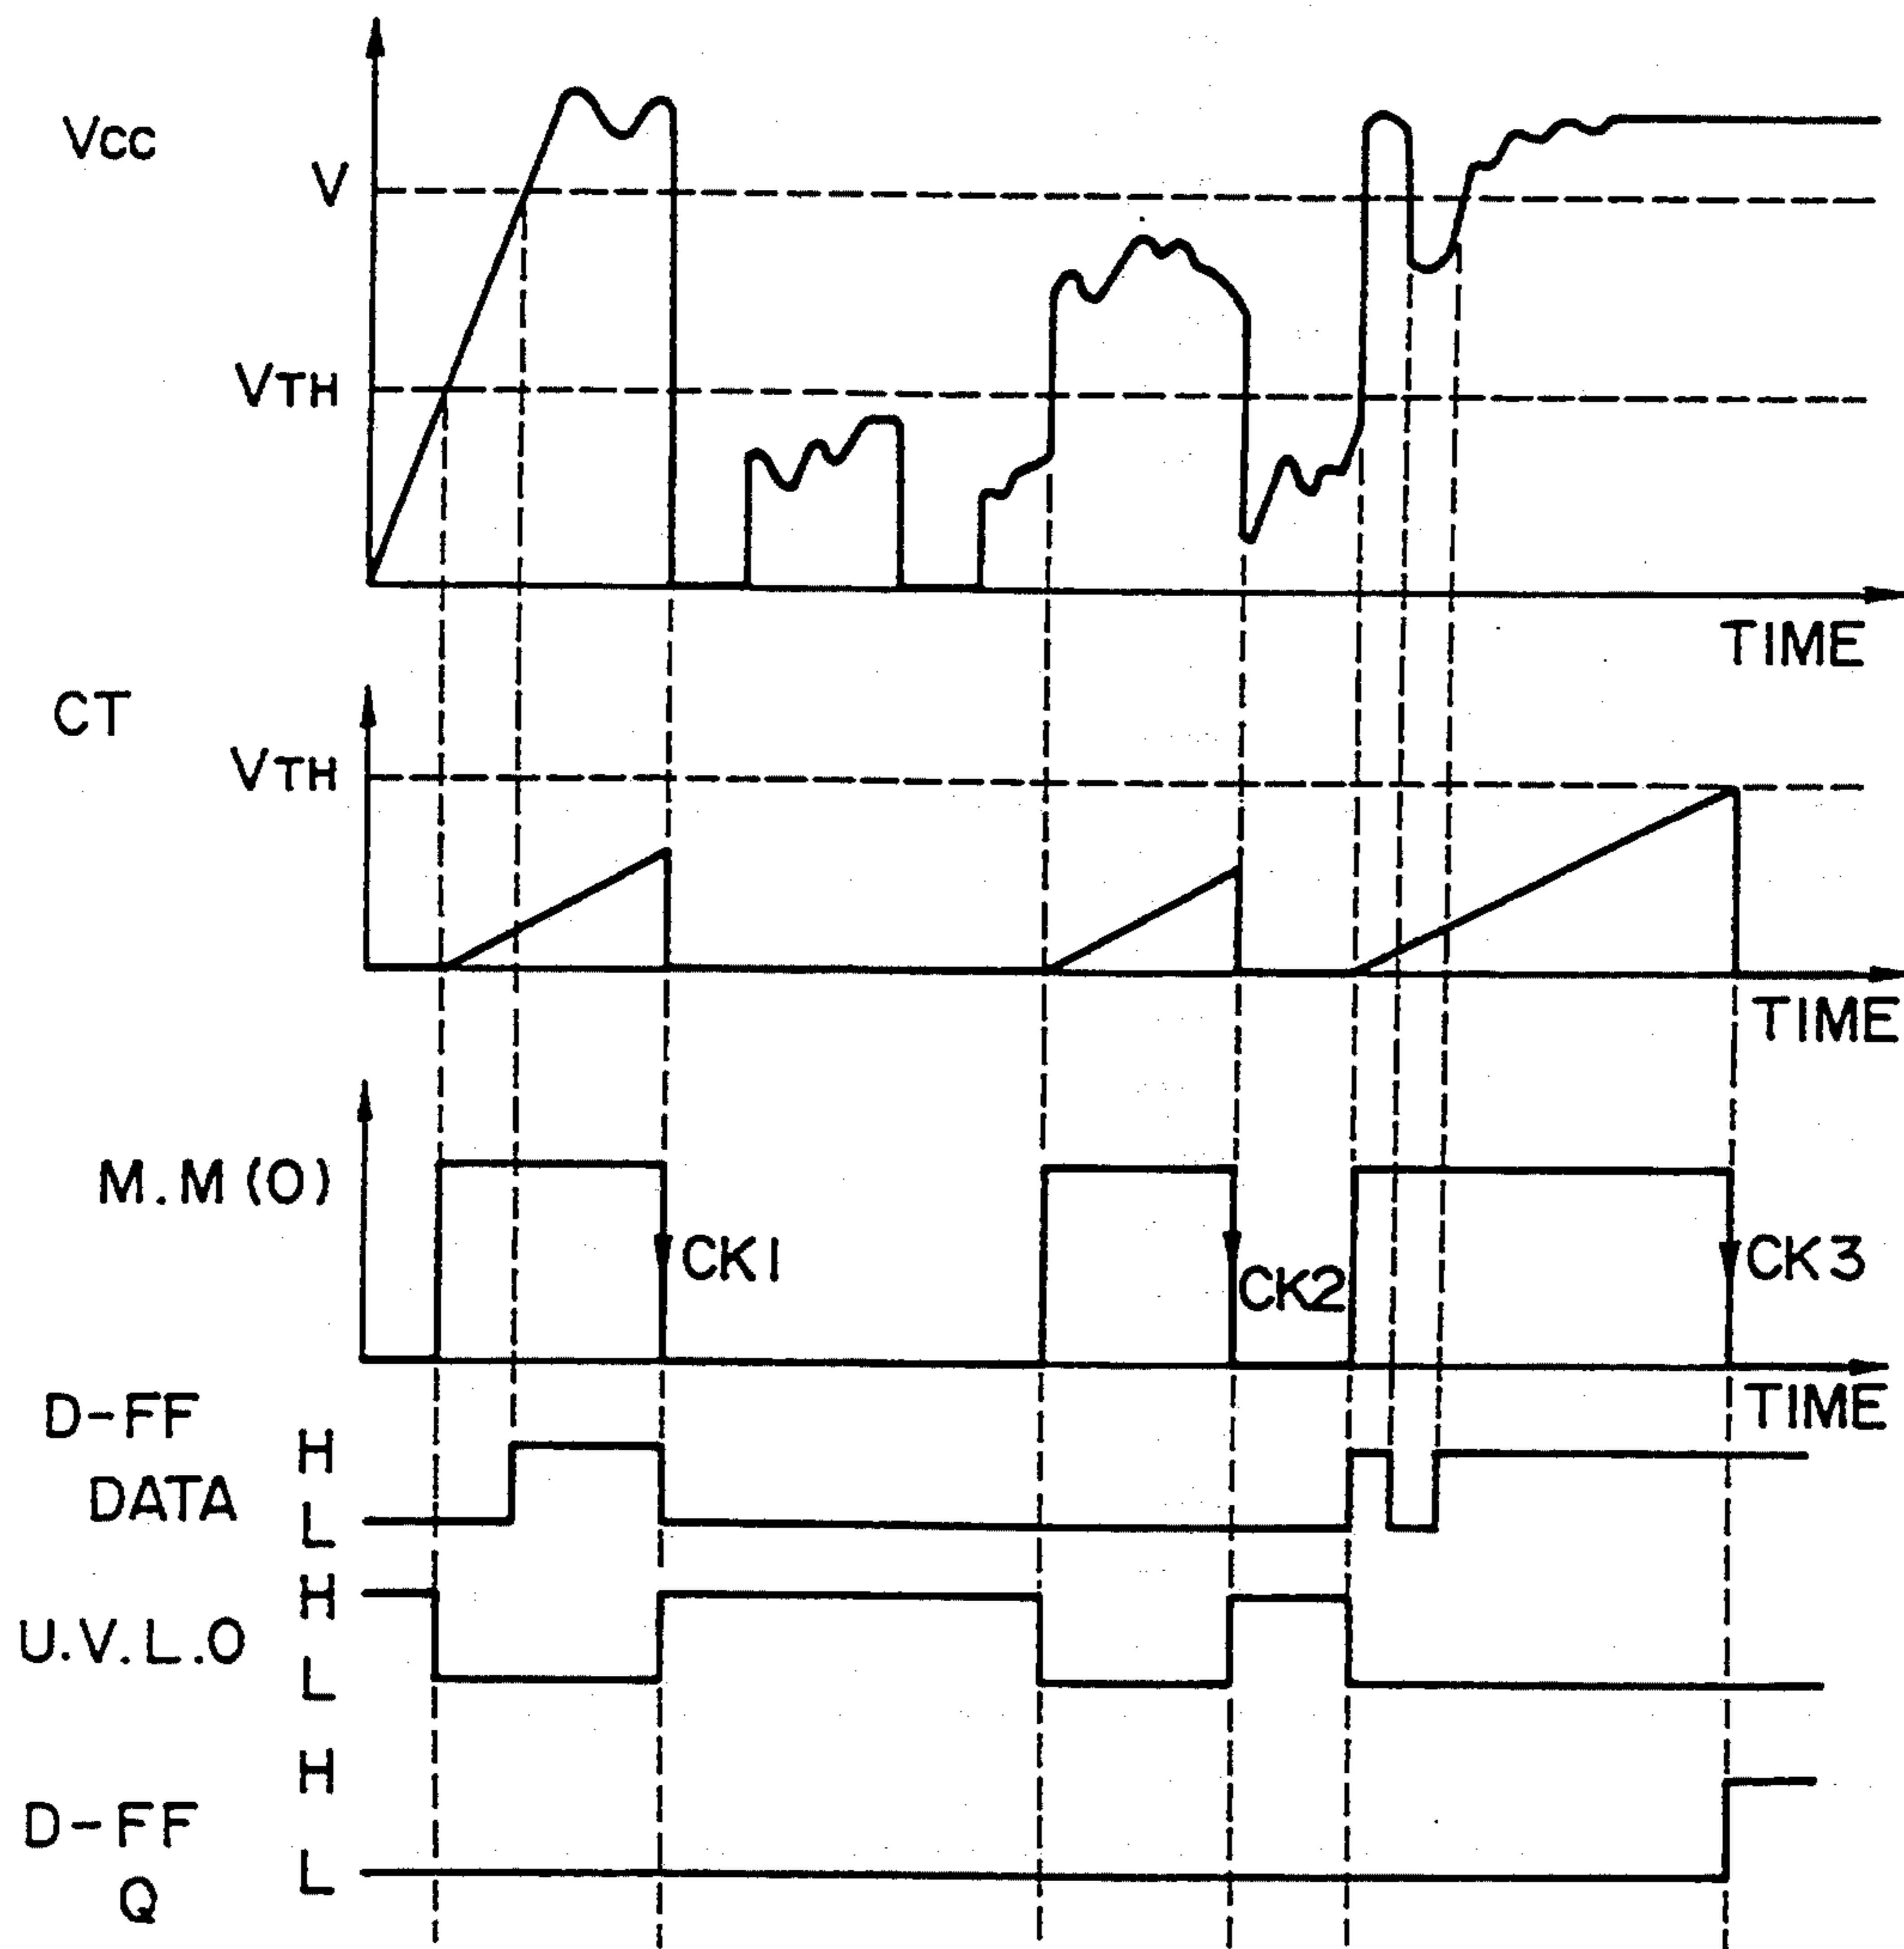 Vcc
V
VTH
TIME
CT
VTH
TIME
M.M(O)
CK1
CK2
CK3
TIME
D-FF
DATA
H
L
U.V.L.O
H
L
D-FF
Q
H
L